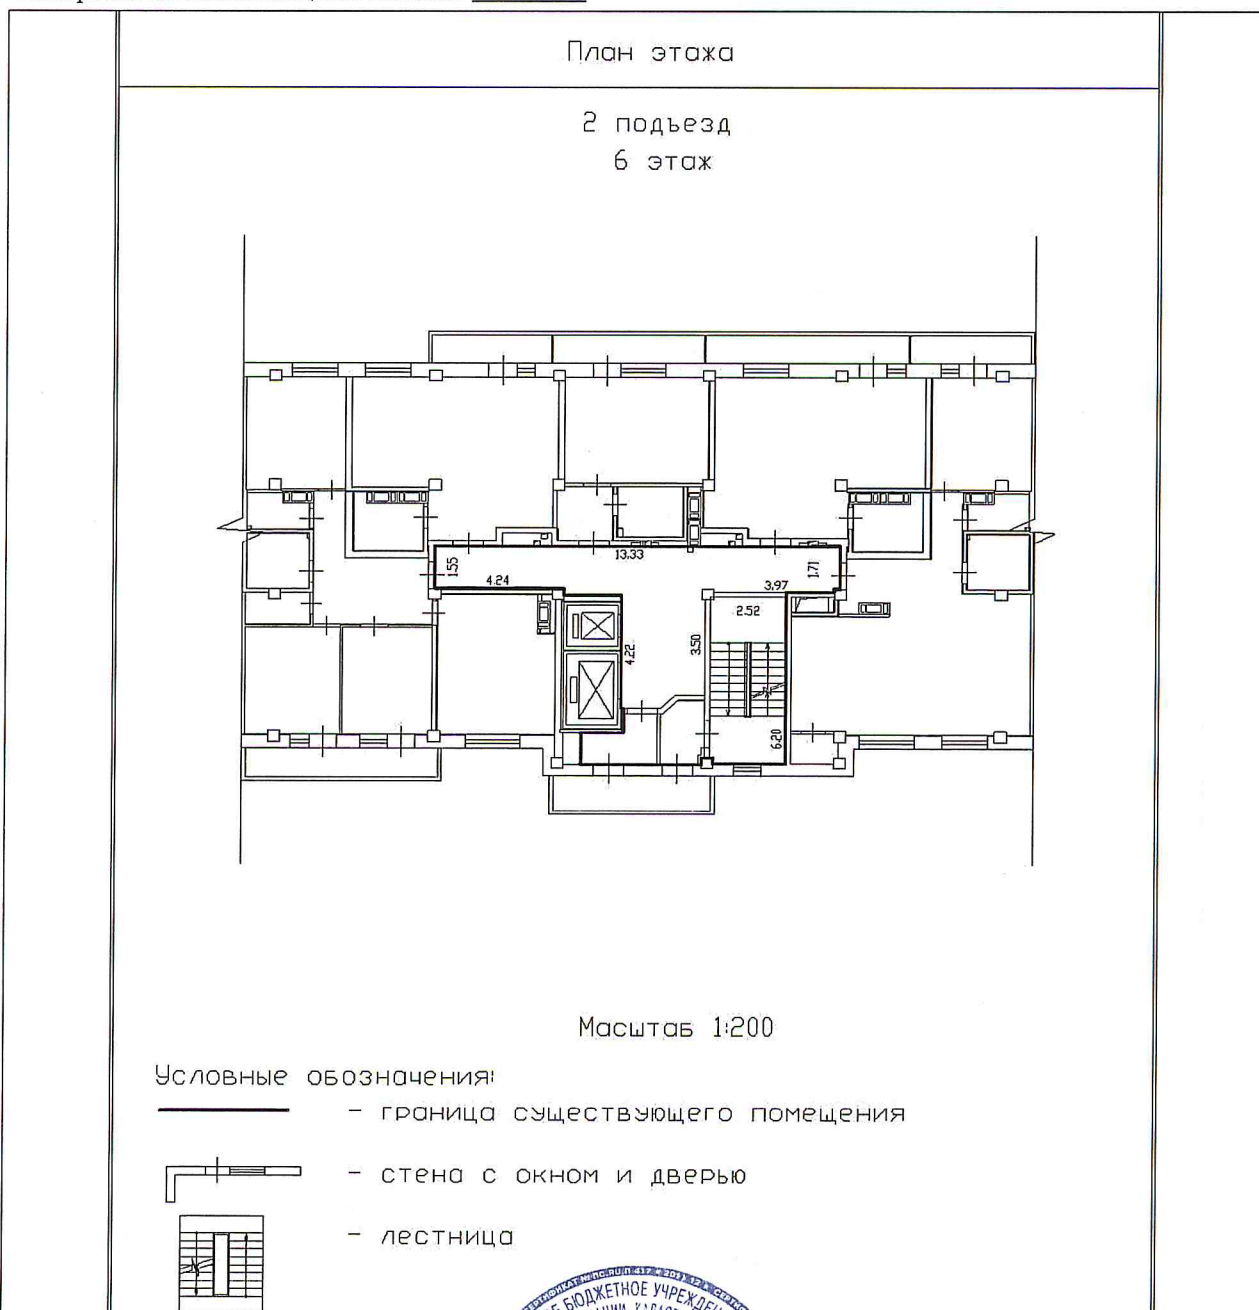 План этажа
2 подъезд
6 этаж
13.33
1.55
4.24
1.71
3.97
2.52
4.22
3.50
6.20
Масштаб 1:200
Условные обозначения:
- граница существующего помещения
- стена с окном и дверью
- лестница
БЮДЖЕТНОЕ УЧРЕЖДЕНИ